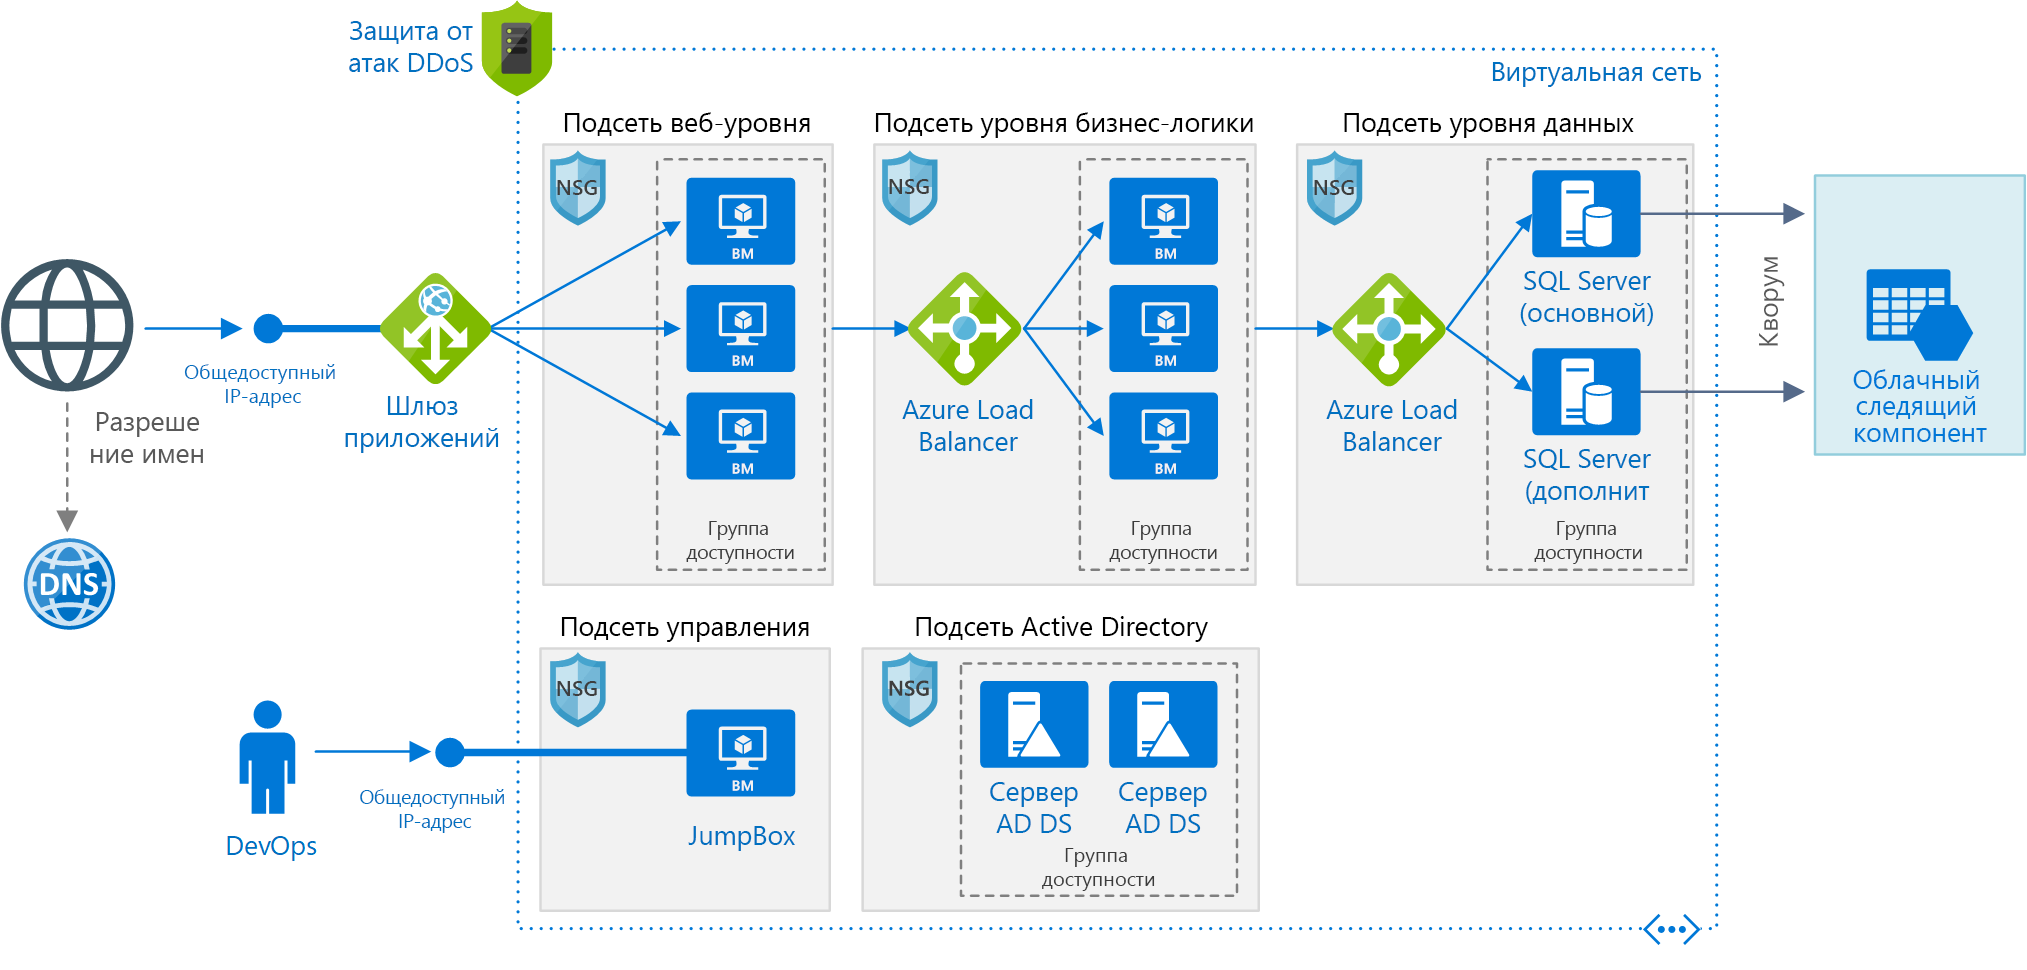 Защита от
атак DDoS
Виртуальная сеть
Подсеть веб-уровня
Подсеть уровня бизнес-логики
Подсеть уровня данных
NSG
NSG
NSG
ВМ
ВМ
ВМ
ВМ
ВМ
ВМ
SQL Server
(основной)
SQL Server
(дополнит
Кворум
Облачный
следящий
компонент
Общедоступный
IP-адрес
Шлюз
приложений
Azure Load
Balancer
Azure Load
Balancer
Разреше
ние имен
DNS
Группа
доступности
Группа
доступности
Группа
доступности
Подсеть управления
Подсеть Active Directory
NSG
NSG
ВМ
JumpBox
Сервер
AD DS
Сервер
AD DS
Группа
доступности
Общедоступный
IP-адрес
DevOps